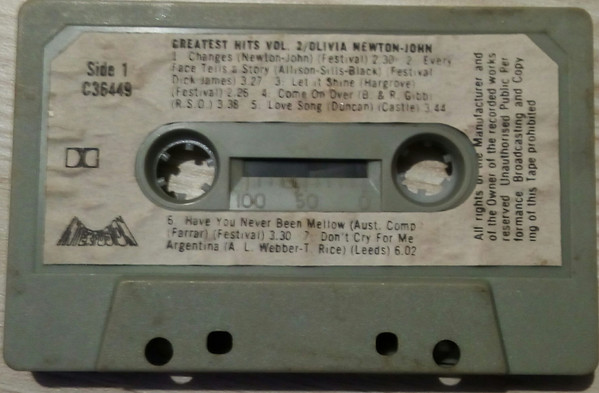 GREATEST HITS VOL. 2/OLIVIA NEWTON-JOHN
Side 1
C36449
1. Changes (Newton-John) (Festival) 2.30 2. Every
Face Tells a Story (Allison-Sills-Black) (Festival
Dick James) 3.27 3. Let it Shine (Hargrove)
(Festival) 2.26 4. Come On Over (B. & R. Gibb)
(R.S.O.) 3.38 5. Love Song (Duncan) (Castle) 3.44
100 50 0
6. Have You Never Been Mellow (Aust. Comp
(Farrar) (Festival) 3.30 7. Don't Cry For Me
Argentina (A. L. Webber-T. Rice) (Leeds) 6.02
All rights of the Manufacturer and
of the Owner of the recorded works
reserved. Unauthorised Public Per
formance. Broadcasting and Copy
ing of this Tape prohibited